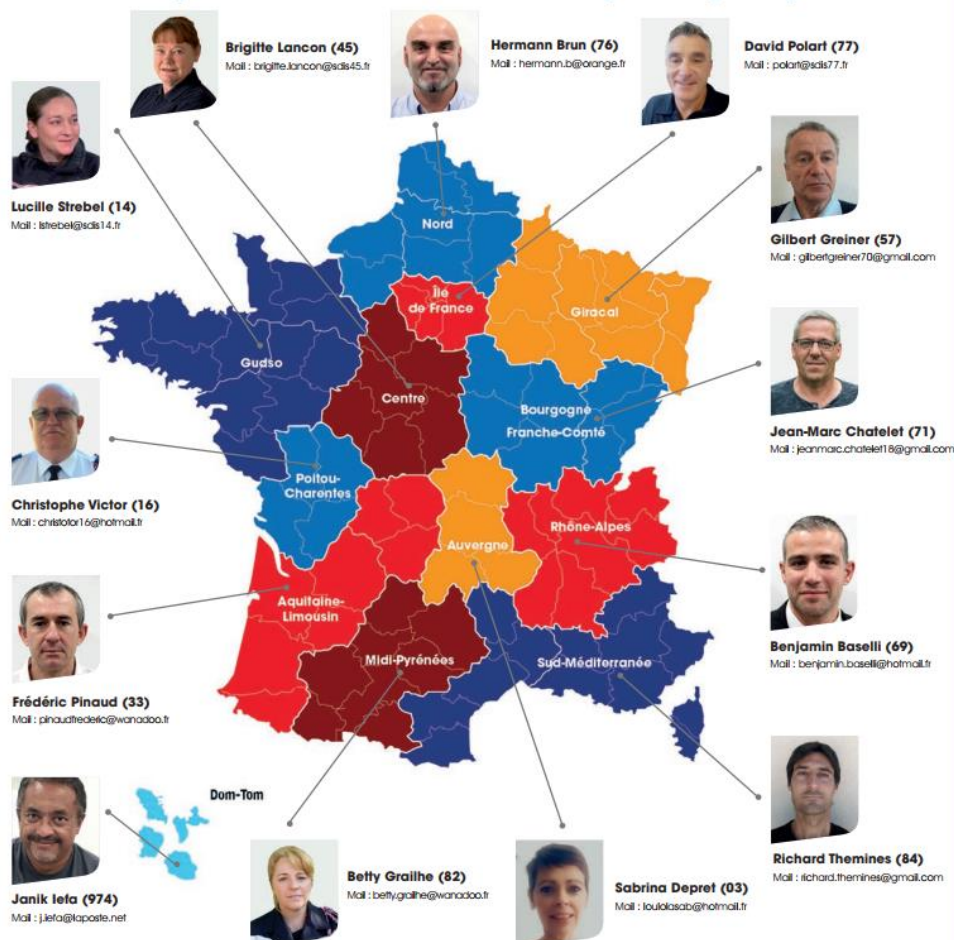 Brigitte Lancon (45)
Mail : brigitte.lancon@sdis45.fr
Hermann Brun (76)
Mail : hermann.b@orange.fr
David Polart (77)
Mail : polart@sdis77.fr
Lucille Strebel (14)
Mail : lstrebel@sdis14.fr
Gilbert Greiner (57)
Mail : gilbertgreiner70@gmail.com
Nord
Île
de France
Giracal
Gudso
Centre
Bourgogne
Franche-Comté
Jean-Marc Chatelet (71)
Mail : jeanmarc.chatelet18@gmail.com
Christophe Victor (16)
Mail : christofor16@hotmail.fr
Poitou-
Charentes
Auvergne
Rhône-Alpes
Aquitaine-
Limousin
Midi-Pyrénées
Sud-Méditerranée
Benjamin Baselli (69)
Mail : benjamin.baselli@hotmail.fr
Frédéric Pinaud (33)
Mail : pinaudfrederic@wanadoo.fr
Dom-Tom
Janik Iefa (974)
Mail : j.iefa@laposte.net
Betty Grailhe (82)
Mail : betty.grailhe@wanadoo.fr
Sabrina Depret (03)
Mail : loulolasab@hotmail.fr
Richard Themines (84)
Mail : richard.themines@gmail.com